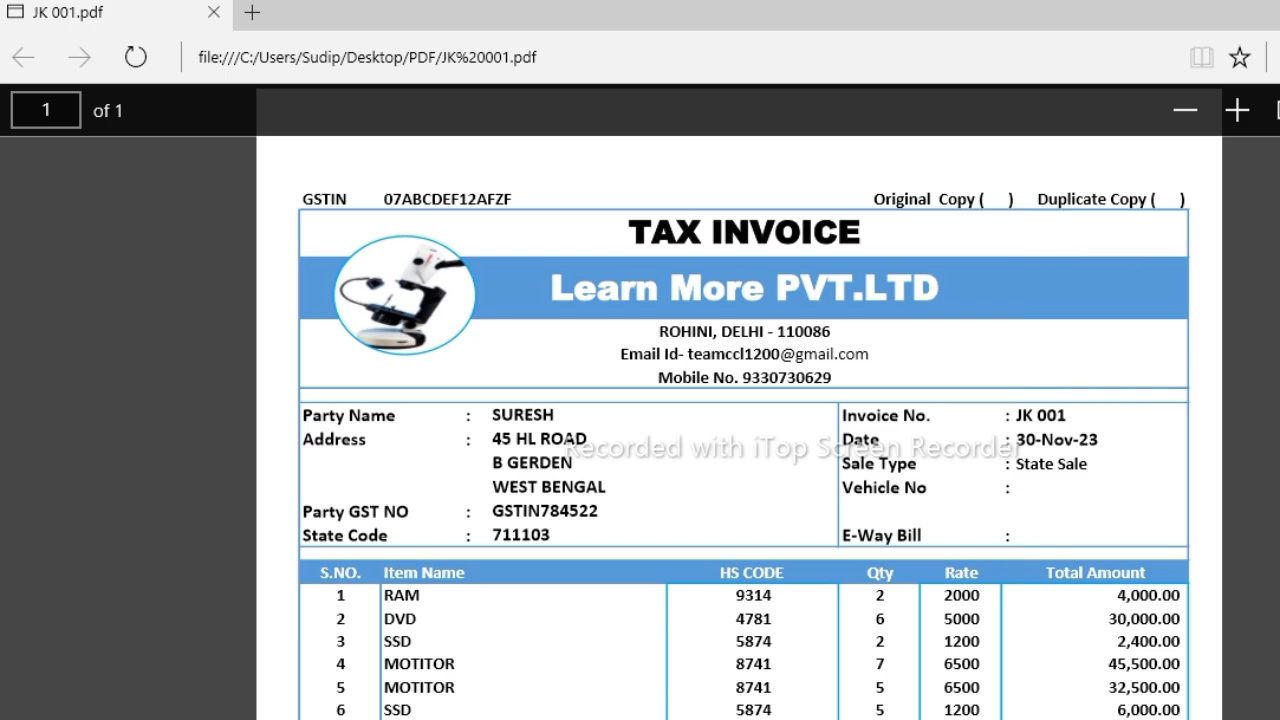 JK 001.pdf
file:///C:/Users/Sudip/Desktop/PDF/JK%20001.pdf
1 of 1
GSTIN 07ABCDEF12AFZF Original Copy ( ) Duplicate Copy ( )
TAX INVOICE
Learn More PVT.LTD
ROHINI, DELHI - 110086
Email Id- teamccl1200@gmail.com
Mobile No. 9330730629
Party Name : SURESH Invoice No. : JK 001
Address : 45 HL ROAD Date : 30-Nov-23
Recorded with iTop Screen Recorder
B GERDEN Sale Type : State Sale
WEST BENGAL Vehicle No :
Party GST NO : GSTIN784522
State Code : 711103 E-Way Bill :
S.NO. Item Name HS CODE Qty Rate Total Amount
1 RAM 9314 2 2000 4,000.00
2 DVD 4781 6 5000 30,000.00
3 SSD 5874 2 1200 2,400.00
4 MOTITOR 8741 7 6500 45,500.00
5 MOTITOR 8741 5 6500 32,500.00
6 SSD 5874 5 1200 6,000.00